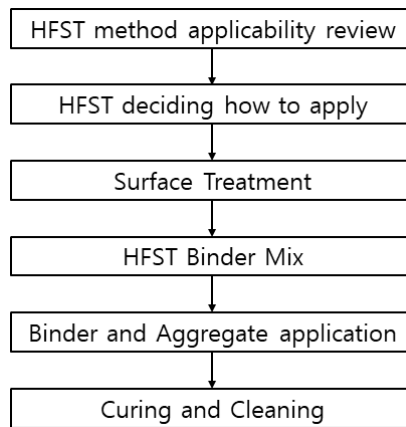 HFST method applicability review
HFST deciding how to apply
Surface Treatment
HFST Binder Mix
Binder and Aggregate application
Curing and Cleaning